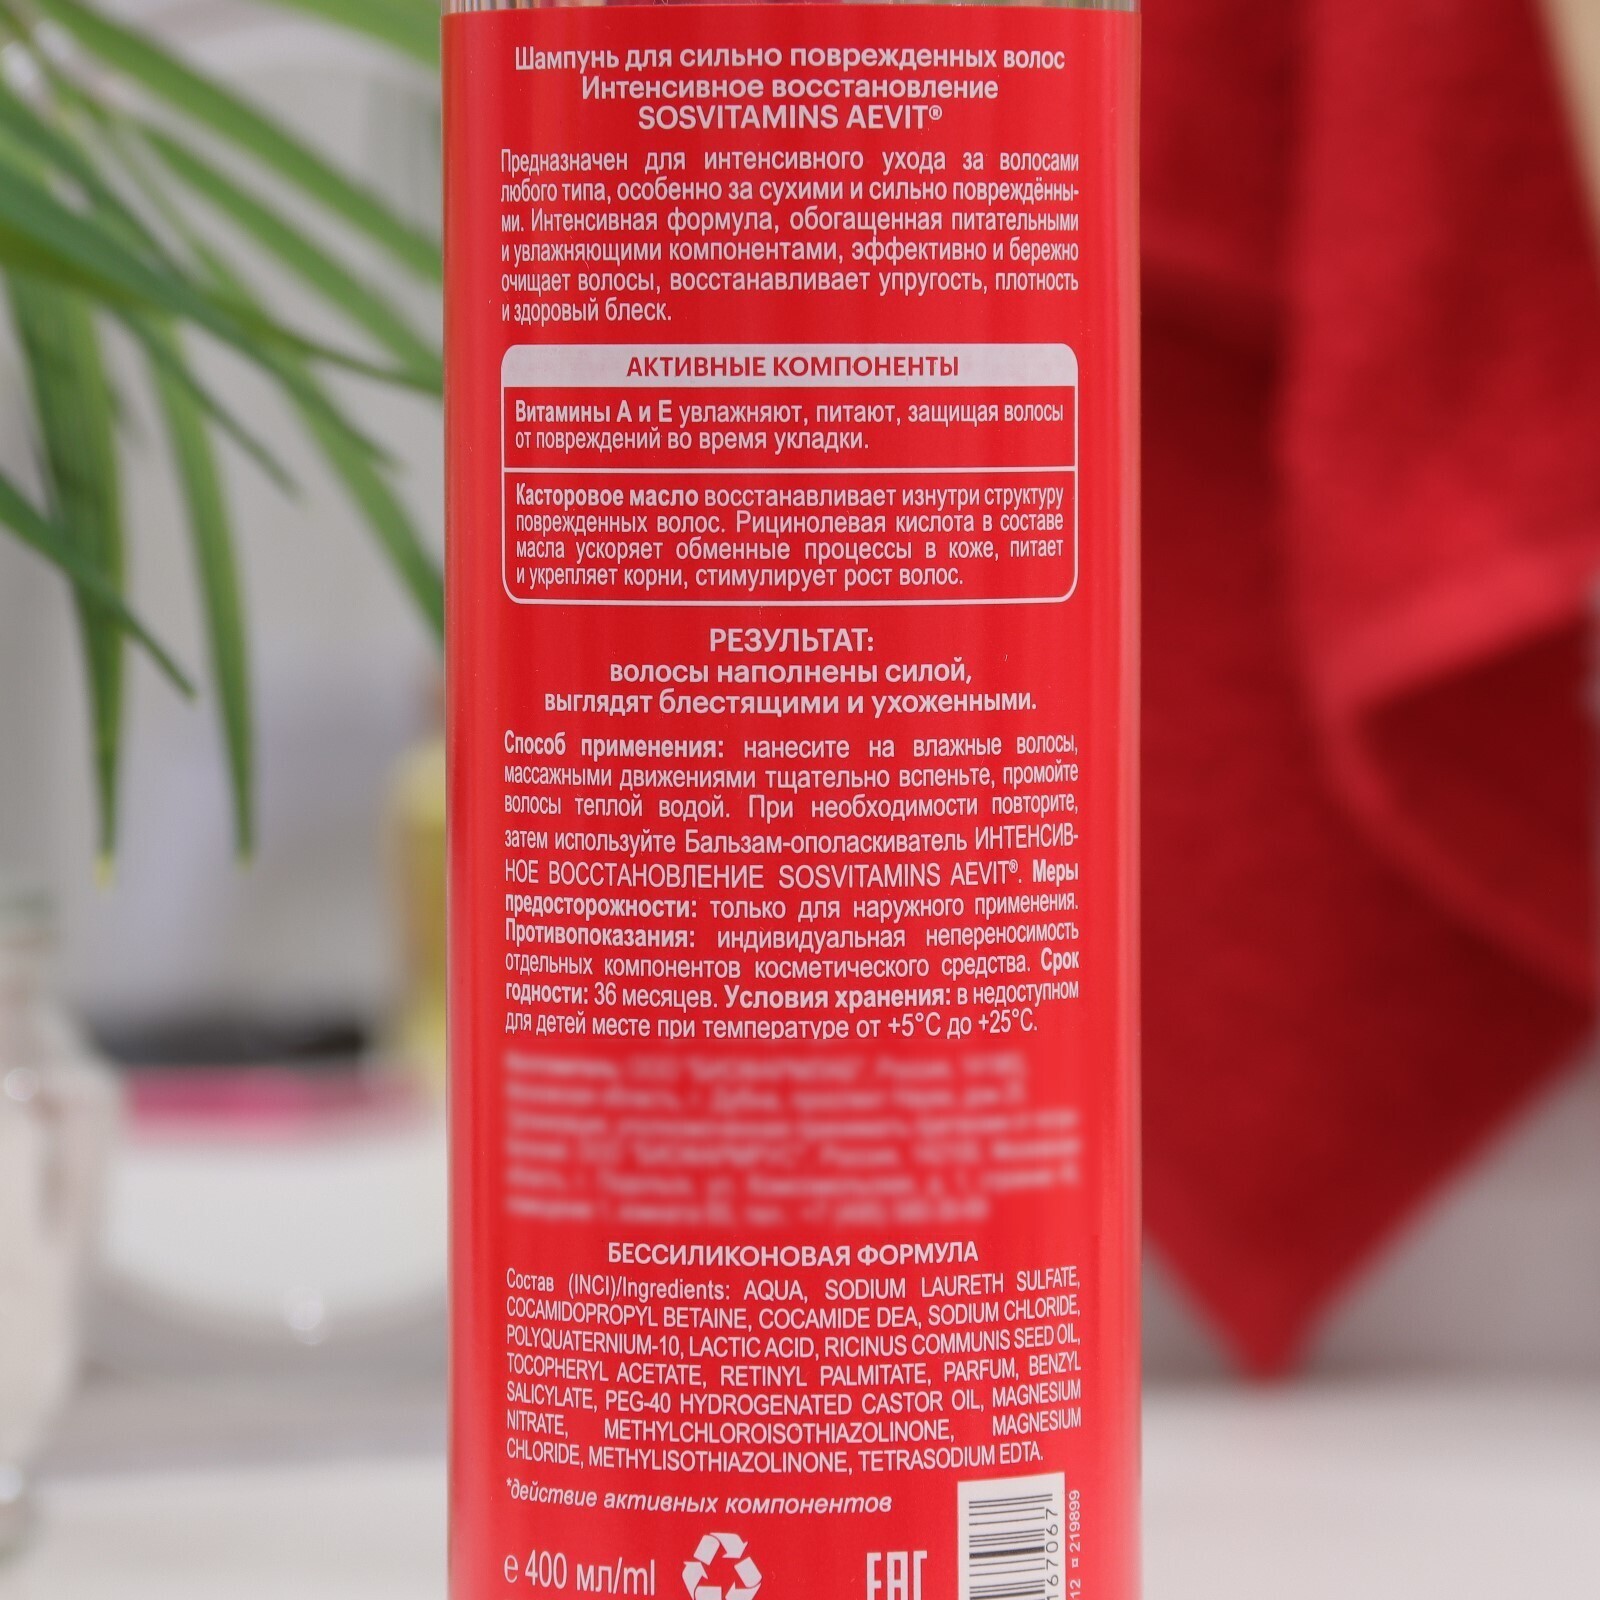 Шампунь для сильно поврежденных волос
Интенсивное восстановление
SOSVITAMINS AEVIT®
Предназначен для интенсивного ухода за волосами
любого типа, особенно за сухими и сильно повреждённы-
ми. Интенсивная формула, обогащенная питательными
и увлажняющими компонентами, эффективно и бережно
очищает волосы, восстанавливает упругость, плотность
и здоровый блеск.
АКТИВНЫЕ КОМПОНЕНТЫ
Витамины А и Е увлажняют, питают, защищая волосы
от повреждений во время укладки.
Касторовое масло восстанавливает изнутри структуру
поврежденных волос. Рицинолевая кислота в составе
масла ускоряет обменные процессы в коже, питает
и укрепляет корни, стимулирует рост волос.
РЕЗУЛЬТАТ:
волосы наполнены силой,
выглядят блестящими и ухоженными.
Способ применения: нанесите на влажные волосы,
массажными движениями тщательно вспеньте, промойте
волосы теплой водой. При необходимости повторите,
затем используйте Бальзам-ополаскиватель ИНТЕНСИВ-
НОЕ ВОССТАНОВЛЕНИЕ SOSVITAMINS AEVIT®. Меры
предосторожности: только для наружного применения.
Противопоказания: индивидуальная непереносимость
отдельных компонентов косметического средства. Срок
годности: 36 месяцев. Условия хранения: в недоступном
для детей месте при температуре от +5°С до +25°С.
БЕССИЛИКОНОВАЯ ФОРМУЛА
Состав (INCI)/Ingredients: AQUA, SODIUM LAURETH SULFATE,
COCAMIDOPROPYL BETAINE, COCAMIDE DEA, SODIUM CHLORIDE,
POLYQUATERNIUM-10, LACTIC ACID, RICINUS COMMUNIS SEED OIL,
TOCOPHERYL ACETATE, RETINYL PALMITATE, PARFUM, BENZYL
SALICYLATE, PEG-40 HYDROGENATED CASTOR OIL, MAGNESIUM
NITRATE, METHYLCHLOROISOTHIAZOLINONE, MAGNESIUM
CHLORIDE, METHYLISOTHIAZOLINONE, TETRASODIUM EDTA.
*действие активных компонентов
℮ 400 мл/ml
EAC
167067
12 ¤ 219899